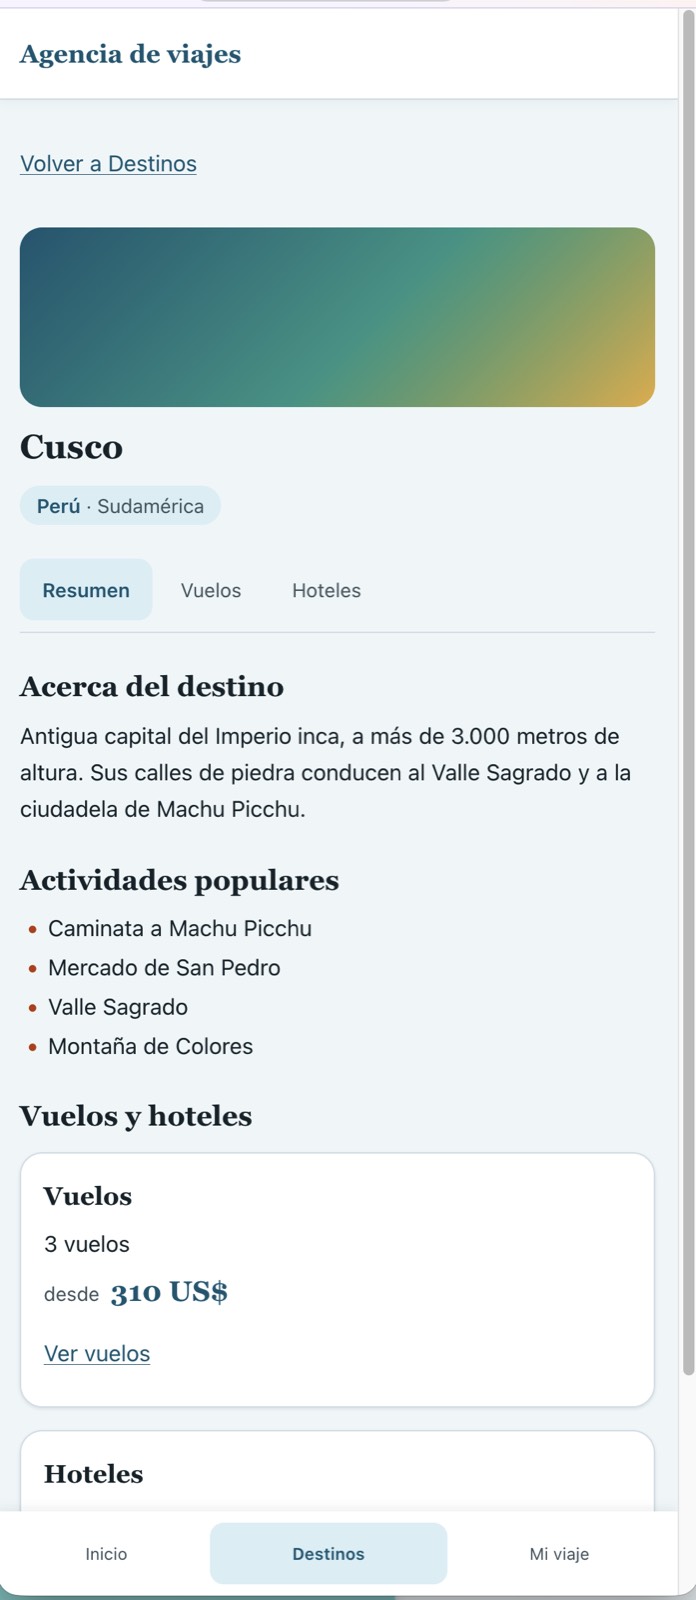 Agencia de viajes
Volver a Destinos
Cusco
Perú · Sudamérica
Resumen
Vuelos
Hoteles
Acerca del destino
Antigua capital del Imperio inca, a más de 3.000 metros de
altura. Sus calles de piedra conducen al Valle Sagrado y a la
ciudadela de Machu Picchu.
Actividades populares
• Caminata a Machu Picchu
• Mercado de San Pedro
• Valle Sagrado
• Montaña de Colores
Vuelos y hoteles
Vuelos
3 vuelos
desde 310 US$
Ver vuelos
Hoteles
Inicio
Destinos
Mi viaje